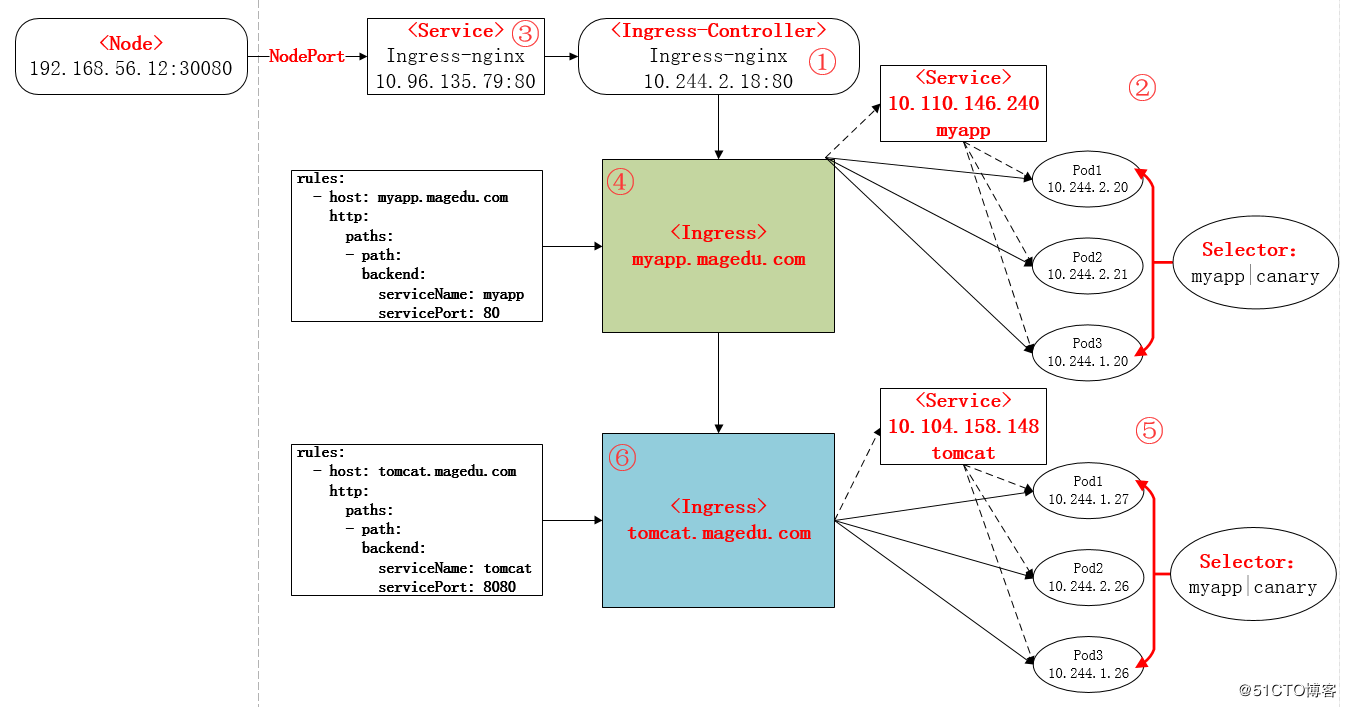 <Node>
192.168.56.12:30080
NodePort
<Service> ③
Ingress-nginx
10.96.135.79:80
<Ingress-Controller>
Ingress-nginx ①
10.244.2.18:80
<Service>
10.110.146.240
myapp
②
rules:
- host: myapp.magedu.com
http:
paths:
- path:
backend:
serviceName: myapp
servicePort: 80
④
<Ingress>
myapp.magedu.com
Pod1
10.244.2.20
Pod2
10.244.2.21
Pod3
10.244.1.20
Selector:
myapp|canary
rules:
- host: tomcat.magedu.com
http:
paths:
- path:
backend:
serviceName: tomcat
servicePort: 8080
⑥
<Ingress>
tomcat.magedu.com
<Service>
10.104.158.148
tomcat
⑤
Pod1
10.244.1.27
Pod2
10.244.2.26
Pod3
10.244.1.26
Selector:
myapp|canary
@51CTO博客